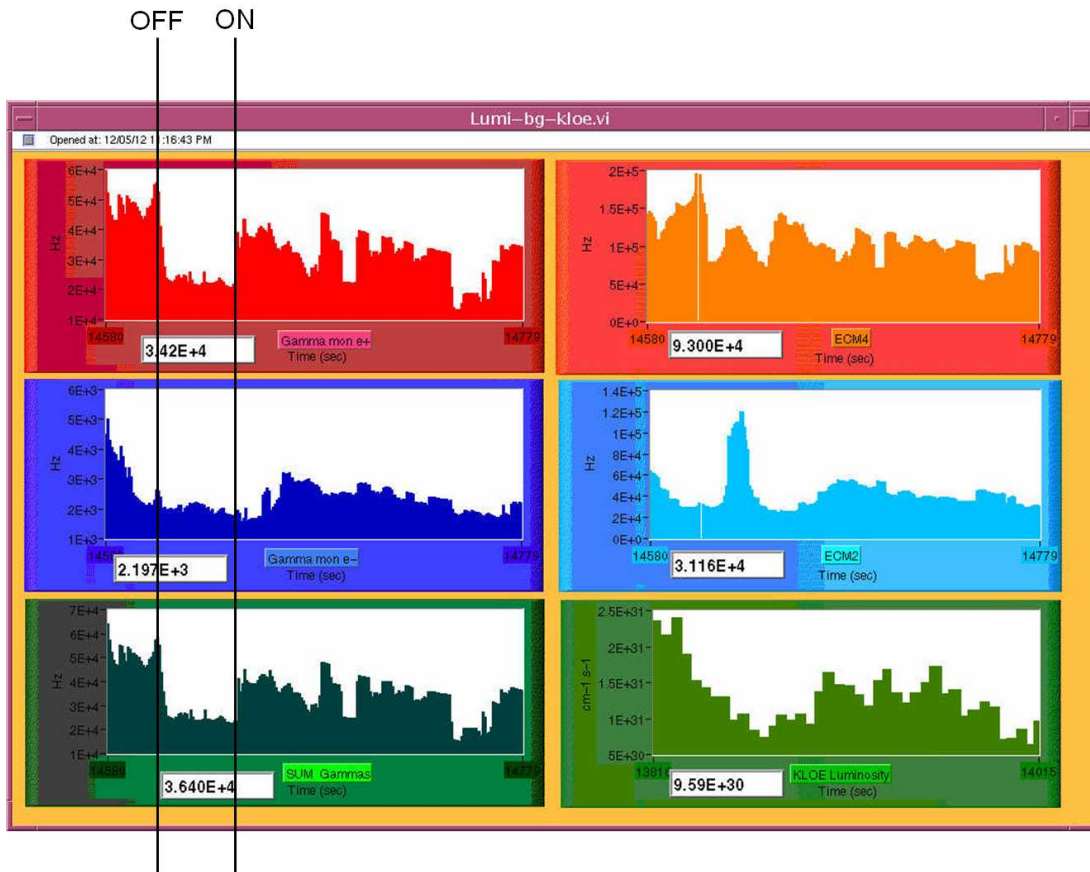 OFF ON
Lumi-bg-kloe.vi
Opened at: 12/05/12 11:16:43 PM
6E+4
5E+4
4E+4
3E+4
2E+4
1E+4
Hz
14580
14779
3.42E+4
Gamma mon e+
Time (sec)
2E+5
1.5E+5
1E+5
5E+4
0E+0
Hz
14580
14779
9.300E+4
ECM4
Time (sec)
6E+3
5E+3
4E+3
3E+3
2E+3
1E+3
Hz
14779
2.197E+3
Gamma mon e-
Time (sec)
1.4E+5
1.2E+5
1E+5
8E+4
6E+4
4E+4
2E+4
0E+0
Hz
14580
14779
3.116E+4
ECM2
Time (sec)
7E+4
6E+4
5E+4
4E+4
3E+4
2E+4
1E+4
Hz
14580
14779
3.640E+4
SUM Gammas
Time (sec)
2.5E+31
2E+31
1.5E+31
1E+31
5E+30
cm-1 s-1
13816
14015
9.59E+30
KLOE Luminosity
Time (sec)